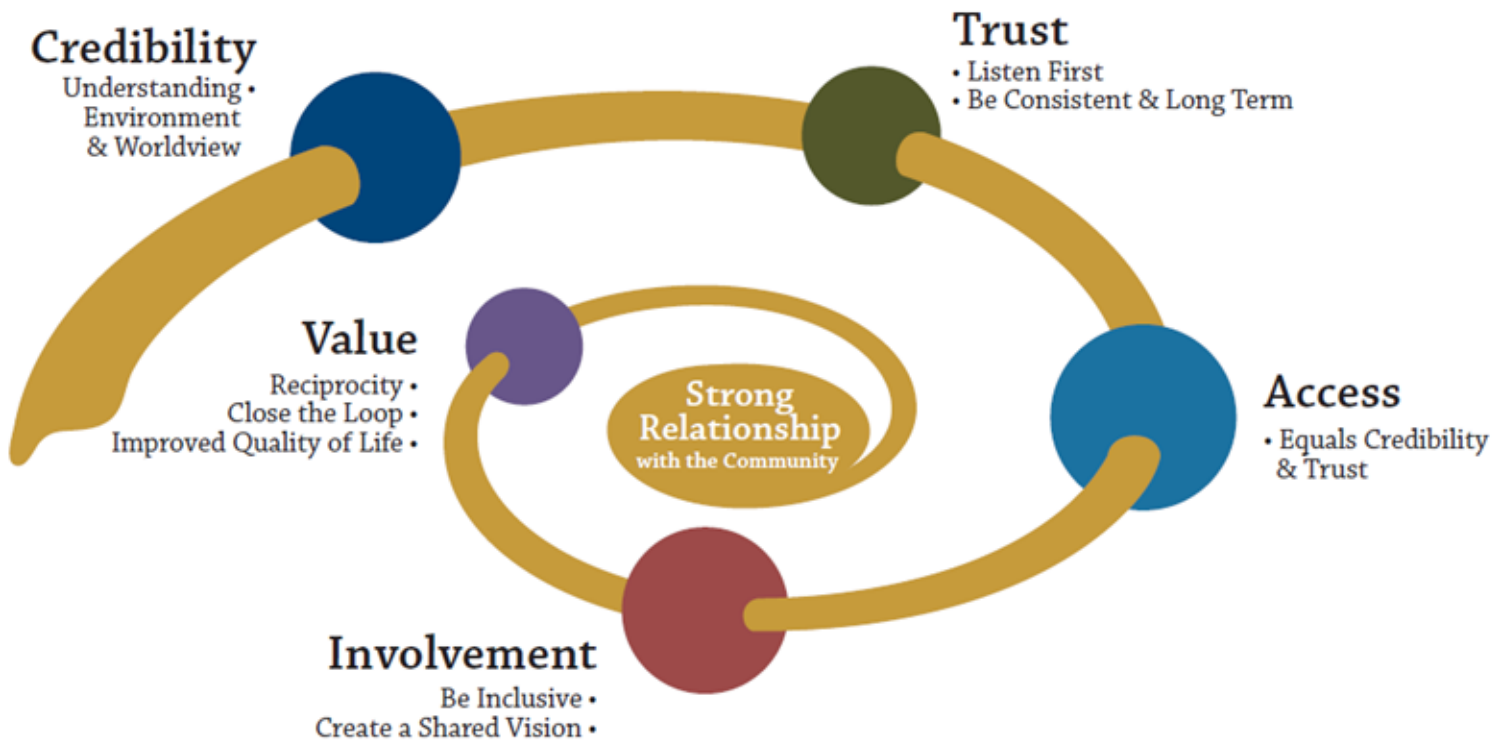 Credibility
Understanding •
Environment
& Worldview
Trust
• Listen First
• Be Consistent & Long Term
Access
• Equals Credibility
& Trust
Involvement
Be Inclusive •
Create a Shared Vision •
Value
Reciprocity •
Close the Loop •
Improved Quality of Life •
Strong
Relationship
with the Community